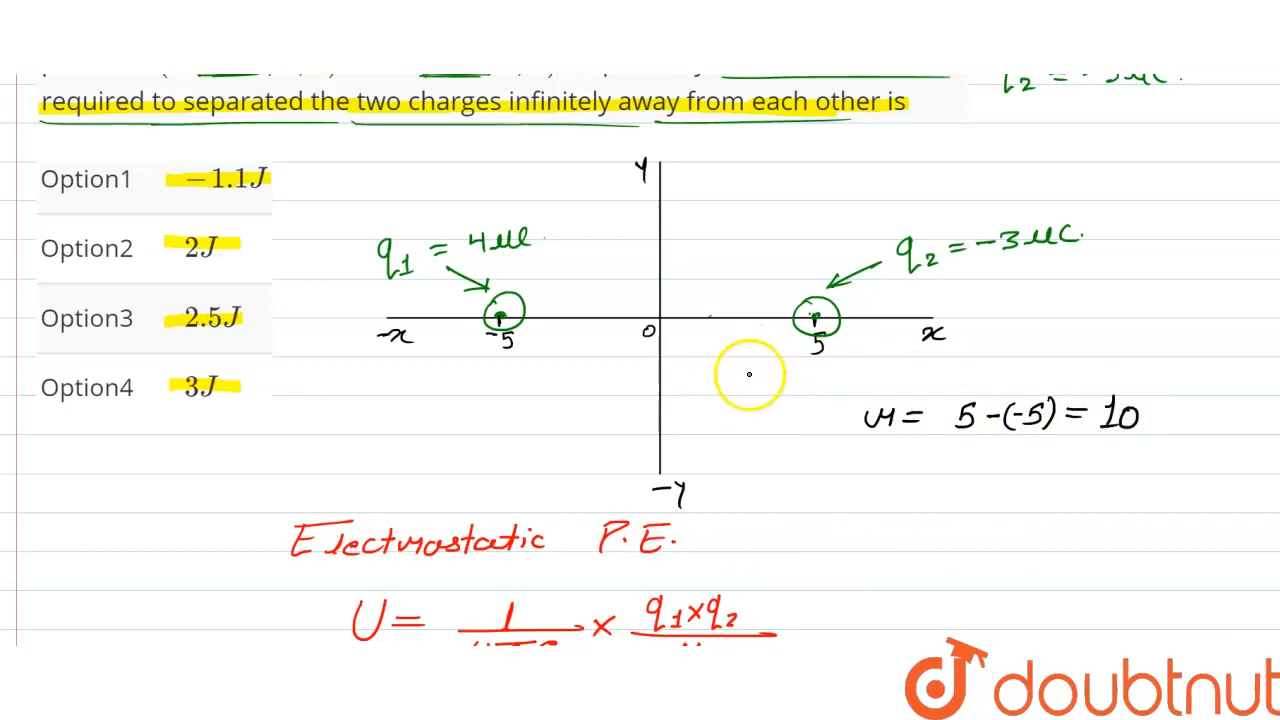 required to separated the two charges infinitely away from each other is
Option1 −1.1J
Option2 2J
Option3 2.5J
Option4 3J
Y
q1 = 4μC
q2 = -3μC.
-x
-5
0
5
x
r = 5-(-5) = 10
-Y
Electrostatic P.E.
U = 1 × q1×q2
doubtnut